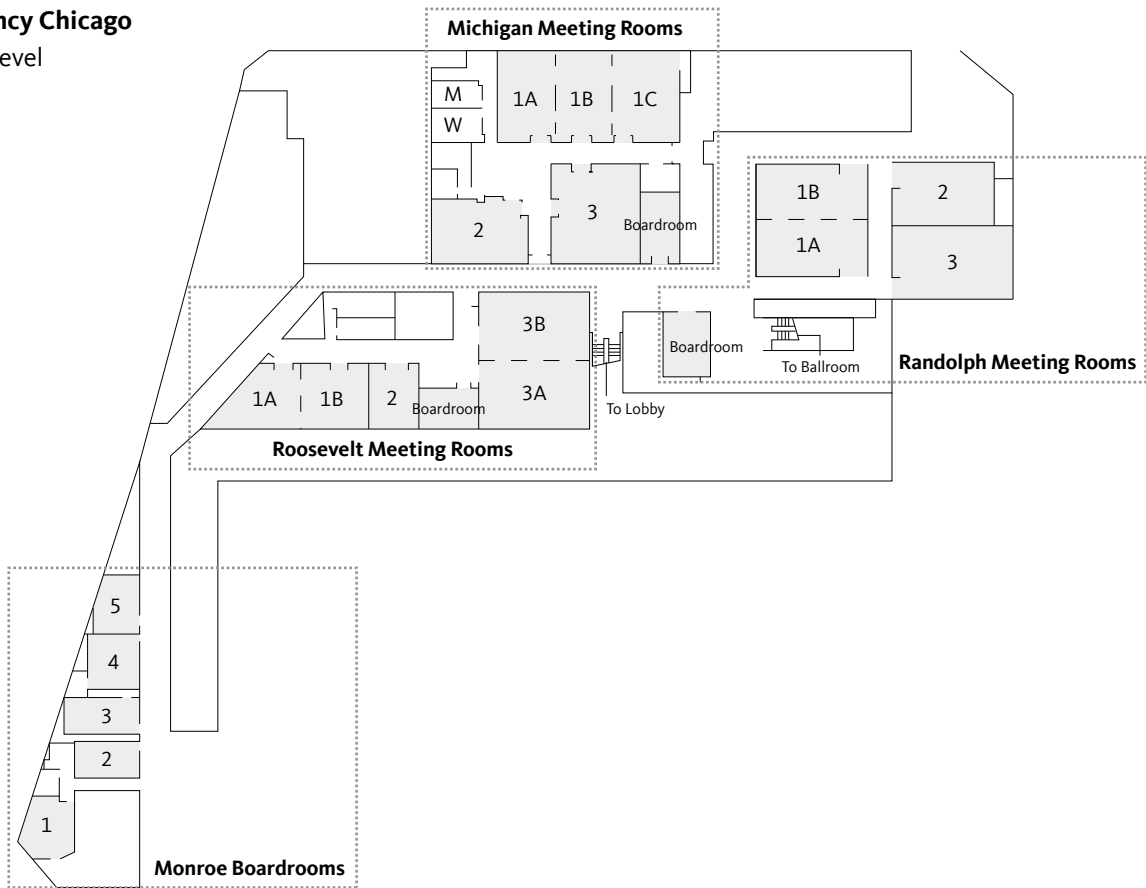 ncy Chicago
evel
Michigan Meeting Rooms
M
W
1A
1B
1C
2
3
Boardroom
1B
1A
2
3
Boardroom
To Ballroom
Randolph Meeting Rooms
3B
3A
1A
1B
2
Boardroom
To Lobby
Roosevelt Meeting Rooms
5
4
3
2
1
Monroe Boardrooms